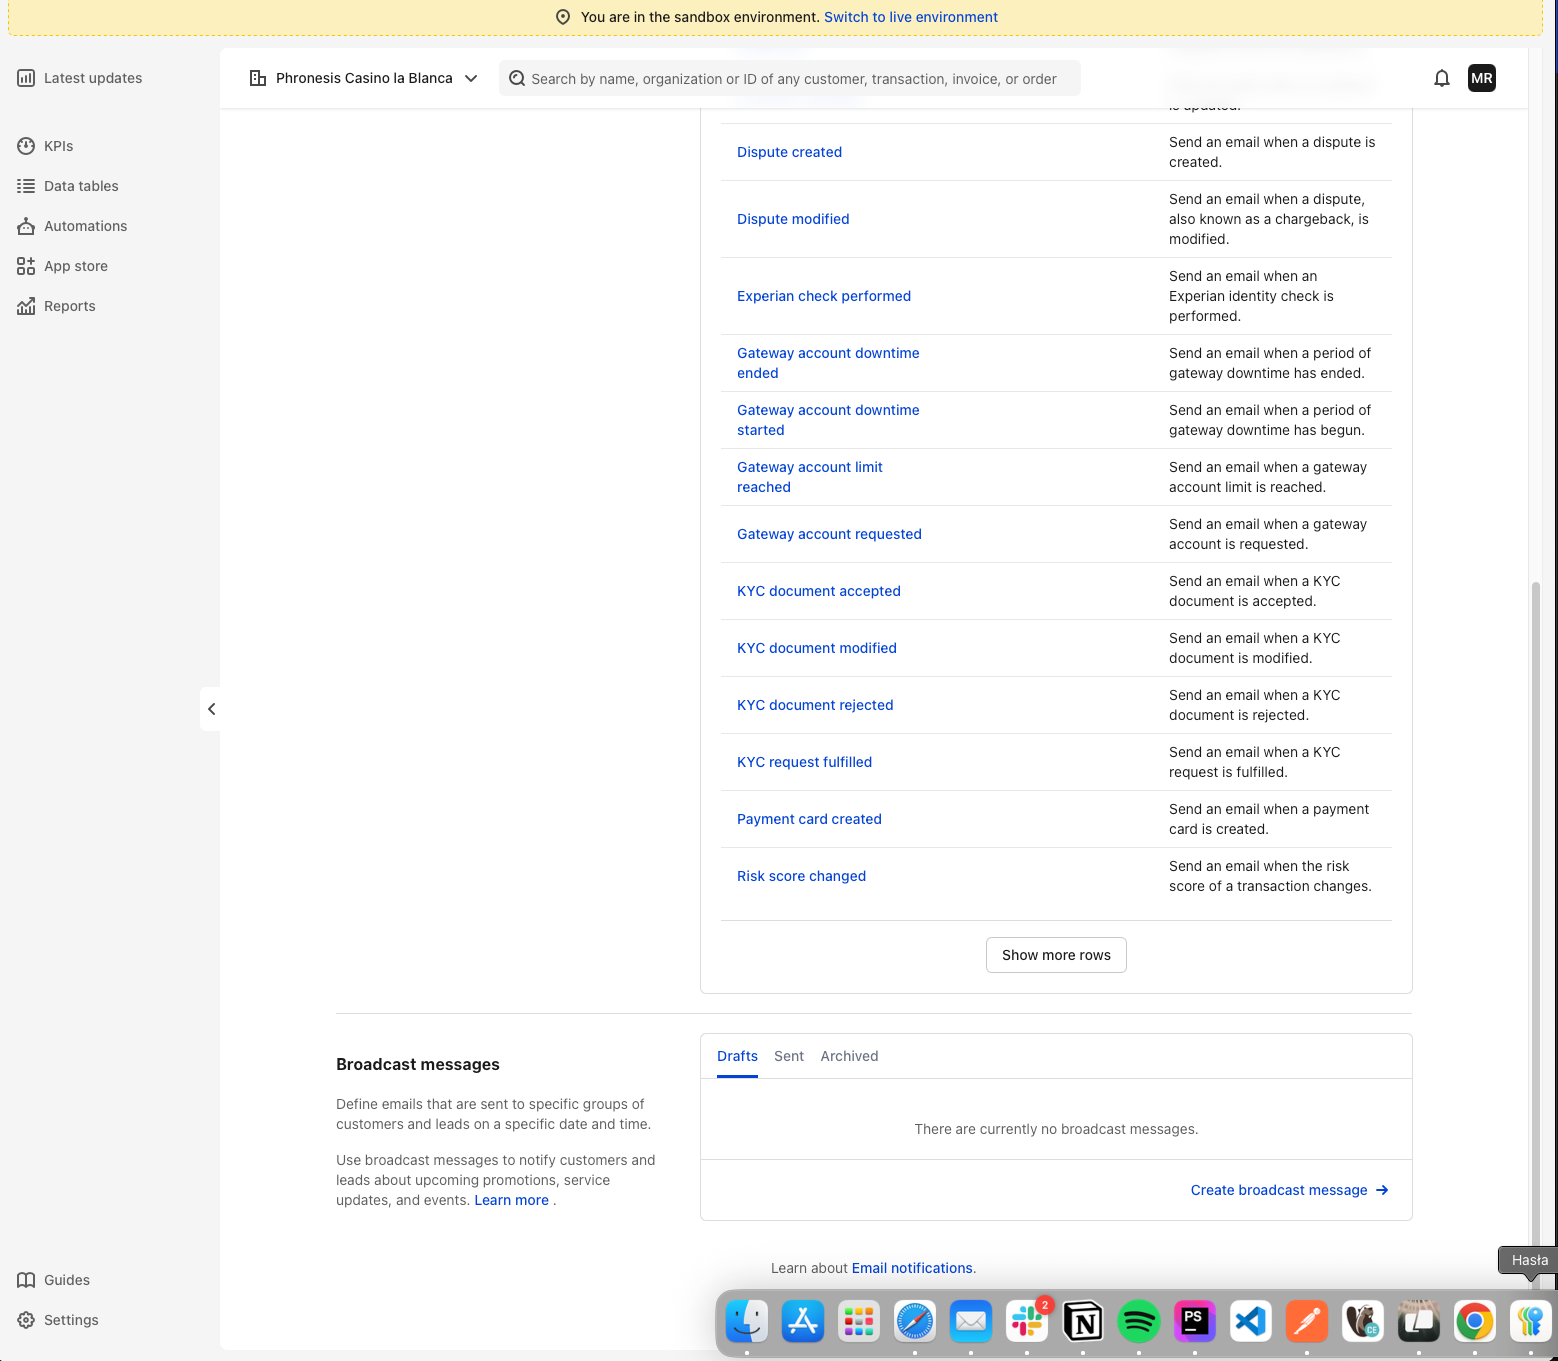 You are in the sandbox environment. Switch to live environment
Latest updates
Phronesis Casino la Blanca
Search by name, organization or ID of any customer, transaction, invoice, or order
MR
KPIs
Data tables
Automations
App store
Reports
is updated.
Dispute created
Send an email when a dispute is
created.
Dispute modified
Send an email when a dispute,
also known as a chargeback, is
modified.
Experian check performed
Send an email when an
Experian identity check is
performed.
Gateway account downtime
ended
Send an email when a period of
gateway downtime has ended.
Gateway account downtime
started
Send an email when a period of
gateway downtime has begun.
Gateway account limit
reached
Send an email when a gateway
account limit is reached.
Gateway account requested
Send an email when a gateway
account is requested.
KYC document accepted
Send an email when a KYC
document is accepted.
KYC document modified
Send an email when a KYC
document is modified.
KYC document rejected
Send an email when a KYC
document is rejected.
KYC request fulfilled
Send an email when a KYC
request is fulfilled.
Payment card created
Send an email when a payment
card is created.
Risk score changed
Send an email when the risk
score of a transaction changes.
Show more rows
Broadcast messages
Define emails that are sent to specific groups of
customers and leads on a specific date and time.
Use broadcast messages to notify customers and
leads about upcoming promotions, service
updates, and events. Learn more .
Drafts Sent Archived
There are currently no broadcast messages.
Create broadcast message
Learn about Email notifications.
Guides
Settings
Hasła
2
N
PS
CE